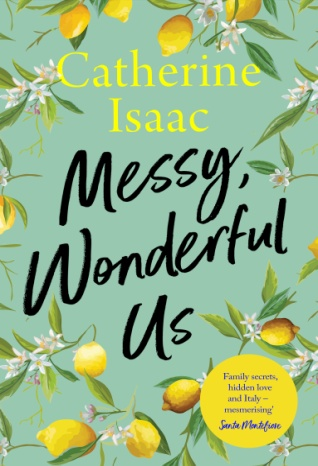 Catherine
Isaac
Messy,
Wonderful
Us
Family secrets,
hidden love
and Italy –
mesmerising'
Santa Montefiore